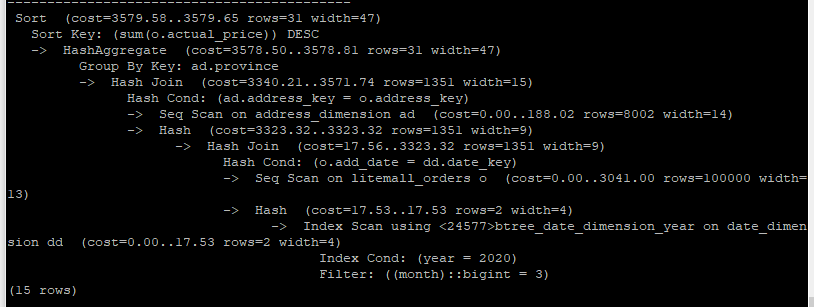 Sort  (cost=3579.58..3579.65 rows=31 width=47)
  Sort Key: (sum(o.actual_price)) DESC
  ->  HashAggregate  (cost=3578.50..3578.81 rows=31 width=47)
        Group By Key: ad.province
        ->  Hash Join  (cost=3340.21..3571.74 rows=1351 width=15)
              Hash Cond: (ad.address_key = o.address_key)
              ->  Seq Scan on address_dimension ad  (cost=0.00..188.02 rows=8002 width=14)
              ->  Hash  (cost=3323.32..3323.32 rows=1351 width=9)
                    ->  Hash Join  (cost=17.56..3323.32 rows=1351 width=9)
                          Hash Cond: (o.add_date = dd.date_key)
                          ->  Seq Scan on litemall_orders o  (cost=0.00..3041.00 rows=100000 width=
13)
                          ->  Hash  (cost=17.53..17.53 rows=2 width=4)
                                ->  Index Scan using <24577>btree_date_dimension_year on date_dimen
sion dd  (cost=0.00..17.53 rows=2 width=4)
                                      Index Cond: (year = 2020)
                                      Filter: ((month)::bigint = 3)
(15 rows)